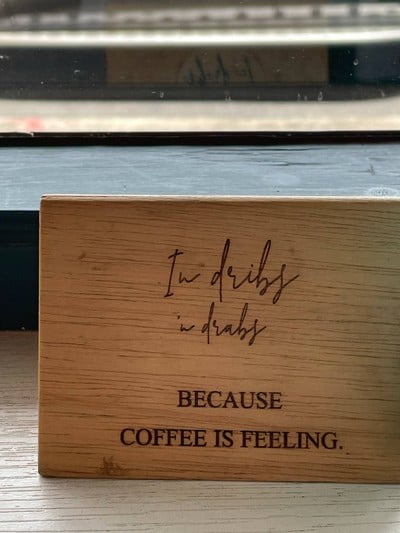 In dribs
'n drabs
BECAUSE
COFFEE IS FEELING.